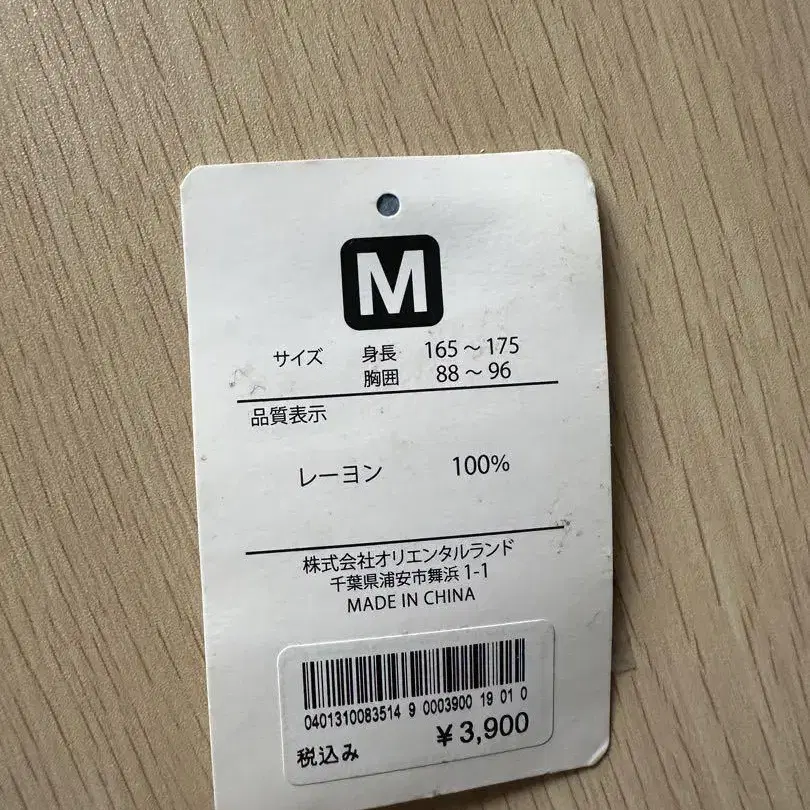 M
サイズ 身長 165～175
胸囲 88～96
品質表示
レーヨン 100%
株式会社オリエンタルランド
千葉県浦安市舞浜 1-1
MADE IN CHINA
0401310083514 9 0003900 19 01 0
税込み ¥3,900